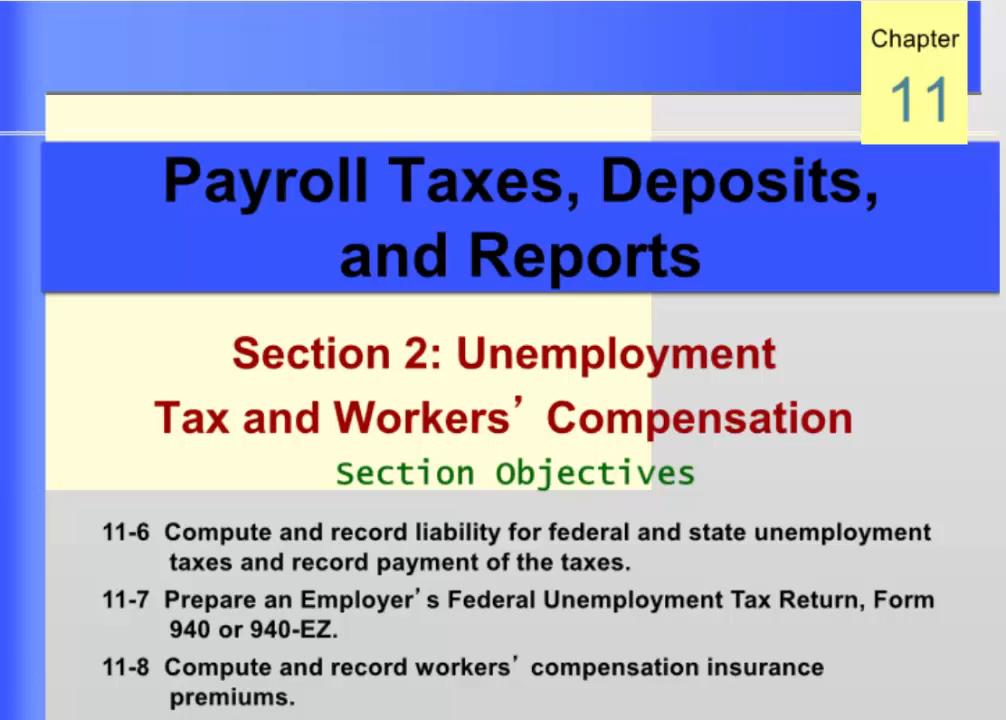 Chapter
11
Payroll Taxes, Deposits,
and Reports
Section 2: Unemployment
Tax and Workers’ Compensation
Section Objectives
11-6 Compute and record liability for federal and state unemployment
taxes and record payment of the taxes.
11-7 Prepare an Employer’s Federal Unemployment Tax Return, Form
940 or 940-EZ.
11-8 Compute and record workers’ compensation insurance
premiums.